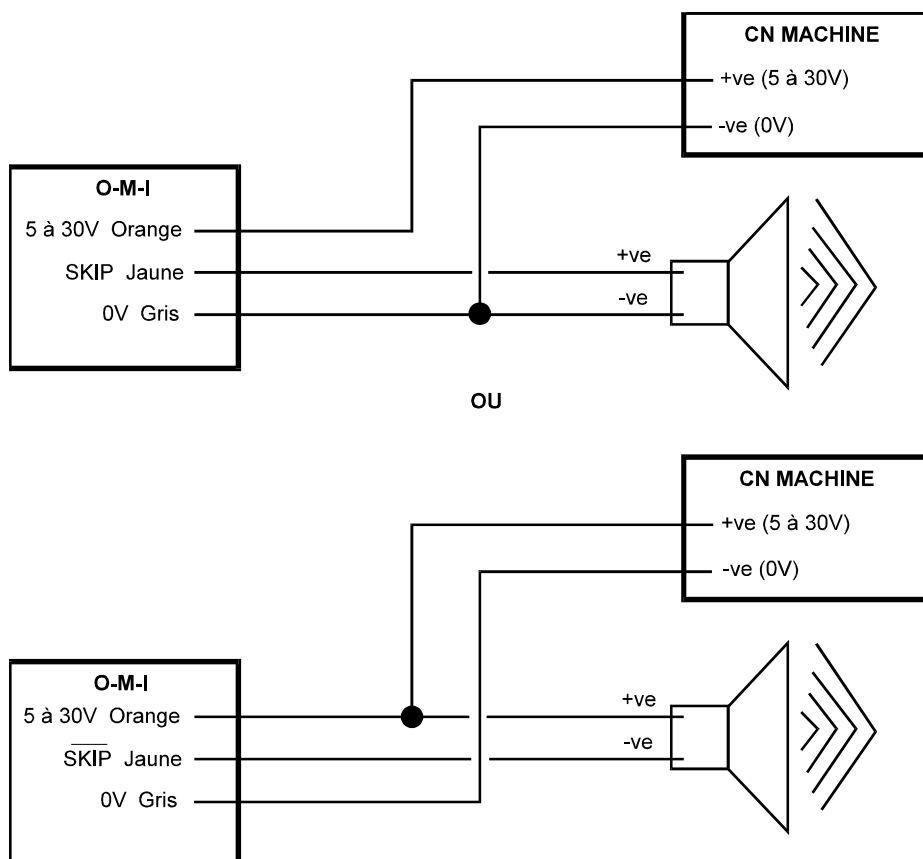 CN MACHINE
+ve (5 à 30V)
-ve (0V)
O-M-I
5 à 30V Orange
SKIP Jaune
0V Gris
+ve
-ve
OU
CN MACHINE
+ve (5 à 30V)
-ve (0V)
O-M-I
5 à 30V Orange
S̅K̅I̅P̅ Jaune
0V Gris
+ve
-ve